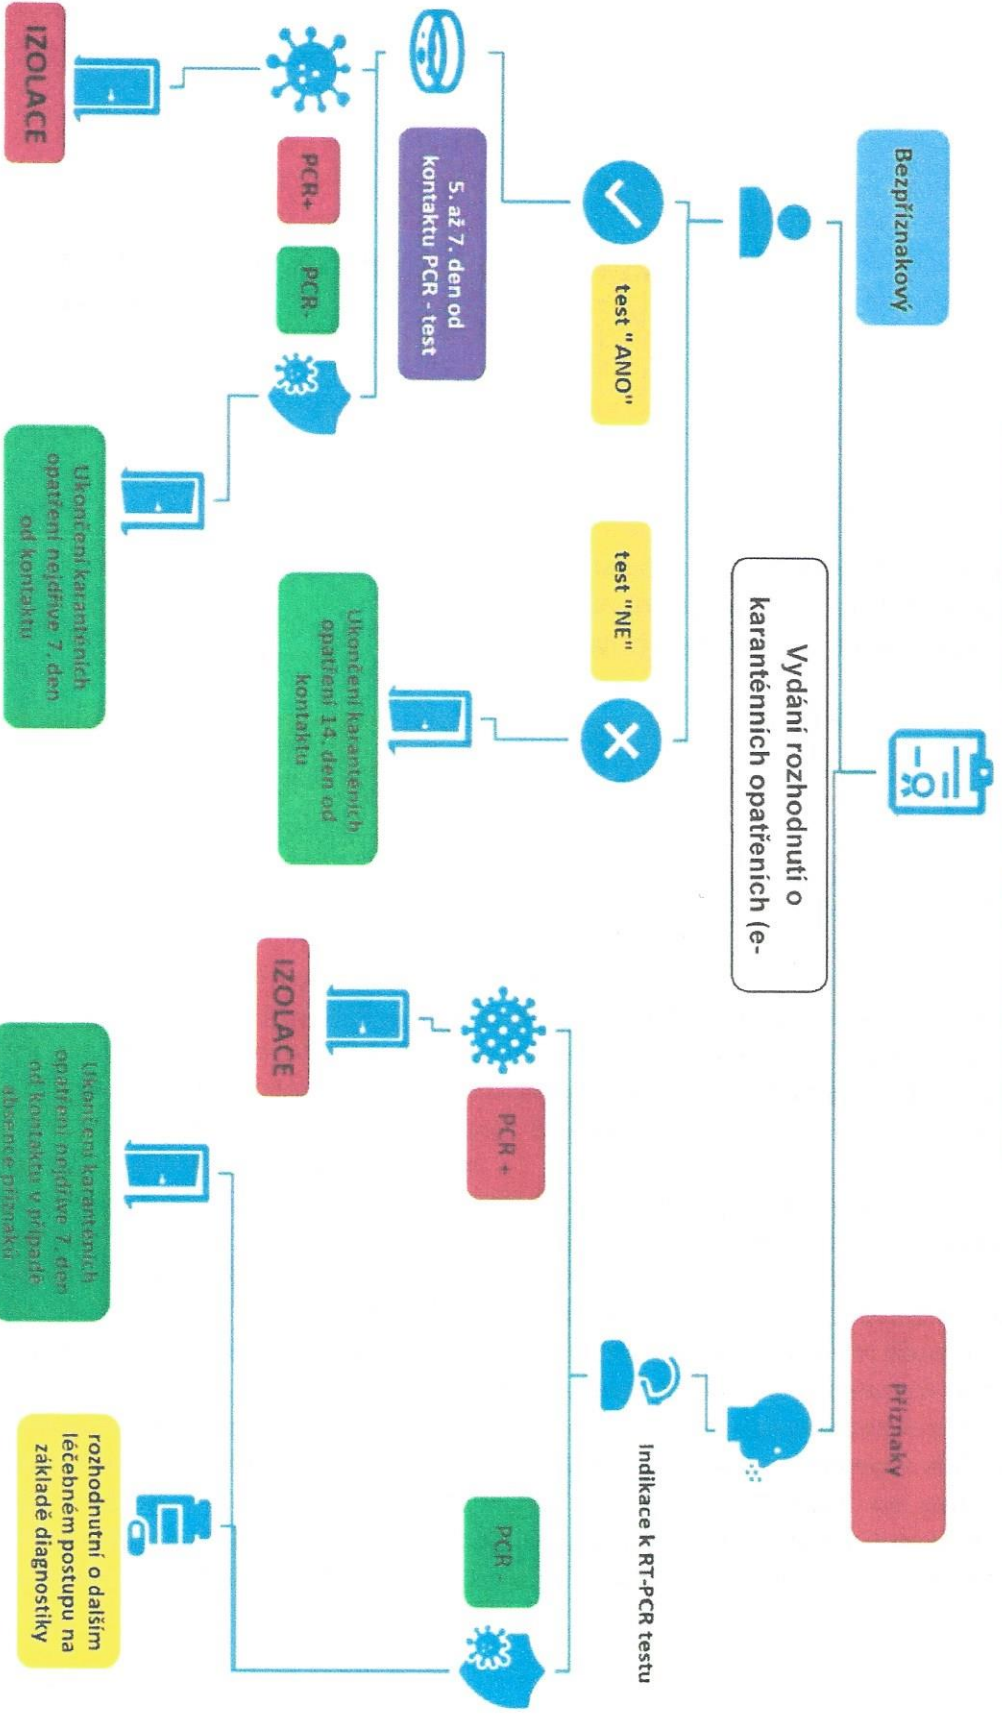 Vydání rozhodnutí o
karanténních opatřeních (e-
Bezpříznakový
Příznaky
test "ANO"
test "NE"
5. až 7. den od
kontaktu PCR - test
PCR+
PCR-
IZOLACE
Ukončení karanténích
opatření nejdříve 7. den
od kontaktu
Ukončení karanténích
opatření 14. den od
kontaktu
Indikace k RT-PCR testu
PCR +
PCR -
IZOLACE
Ukončení karanténích
opatření nejdříve 7. den
od kontaktu v případě
absence příznaků
rozhodnutní o dalším
léčebném postupu na
základě diagnostiky